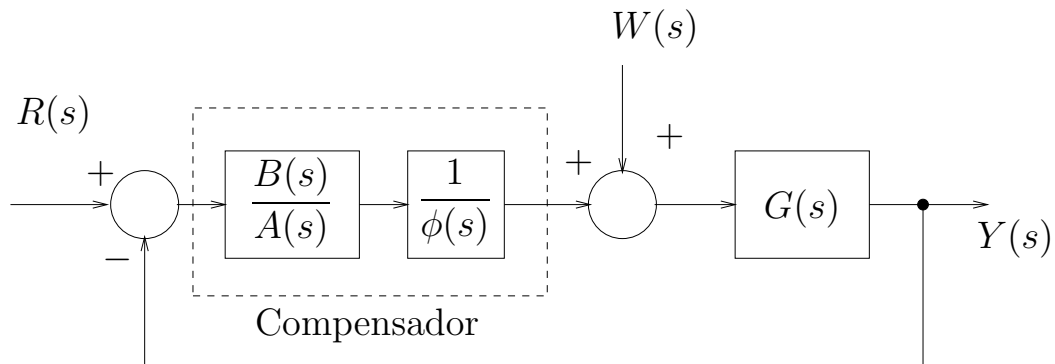 W(s)
R(s)
+
+
+
B(s)
A(s)
1
ϕ(s)
G(s)
−
Y(s)
Compensador